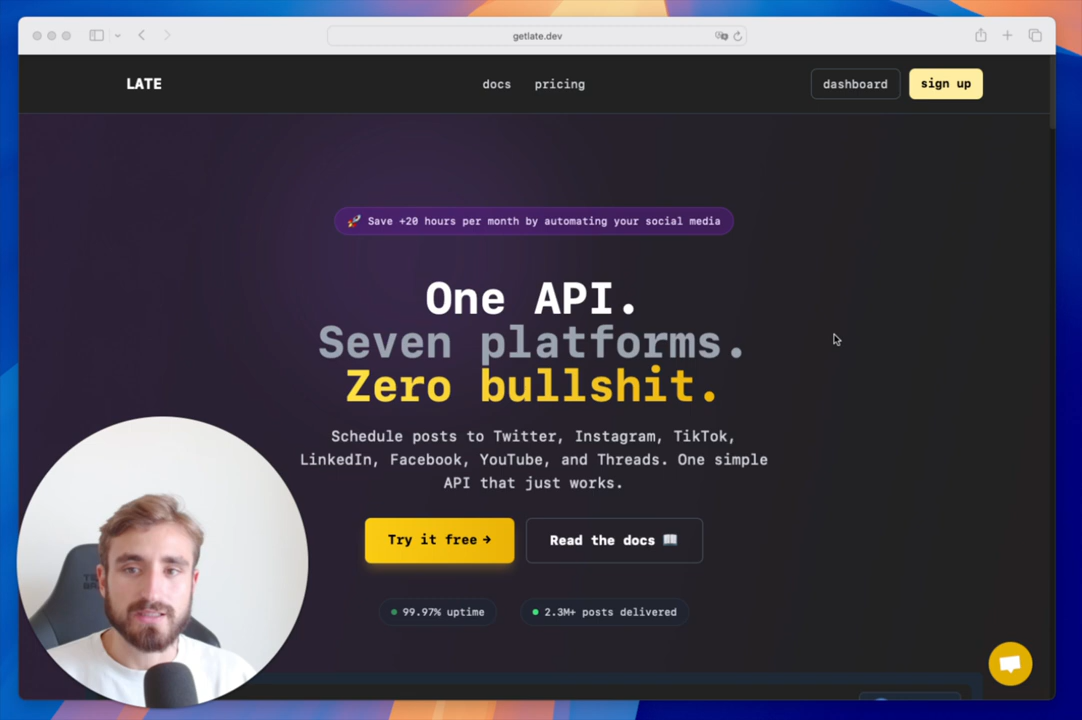 getlate.dev
LATE
docs
pricing
dashboard
sign up
🚀 Save +20 hours per month by automating your social media
One API.
Seven platforms.
Zero bullshit.
Schedule posts to Twitter, Instagram, TikTok,
LinkedIn, Facebook, YouTube, and Threads. One simple
API that just works.
Try it free →
Read the docs 📖
99.97% uptime
2.3M+ posts delivered